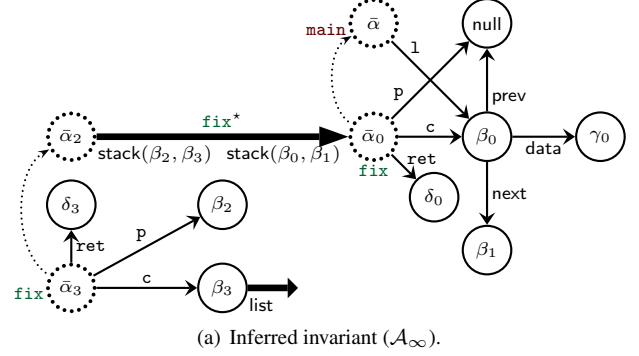 main
ᾱ
null
l
p
prev
fix*
ᾱ₂
ᾱ₀
c
β₀
γ₀
stack(β₂, β₃) stack(β₀, β₁)
data
fix
ret
δ₃
β₂
δ₀
next
p
ret
β₁
fix
ᾱ₃
c
β₃
list
(a) Inferred invariant (𝒜∞).